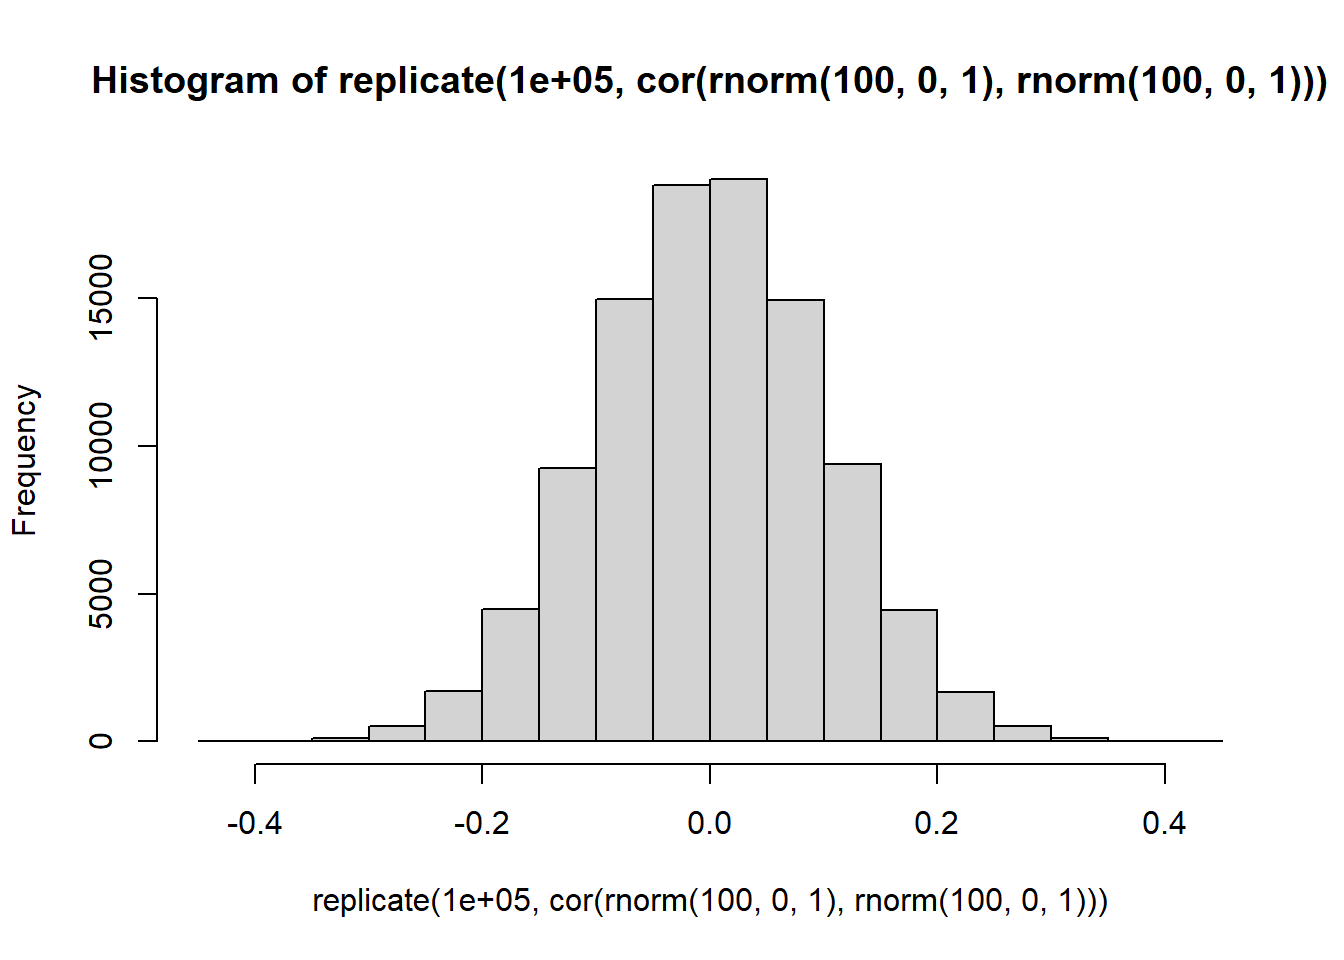 Histogram of replicate(1e+05, cor(rnorm(100, 0, 1), rnorm(100, 0, 1)))
Frequency
15000
10000
5000
0
-0.4 -0.2 0.0 0.2 0.4
replicate(1e+05, cor(rnorm(100, 0, 1), rnorm(100, 0, 1)))